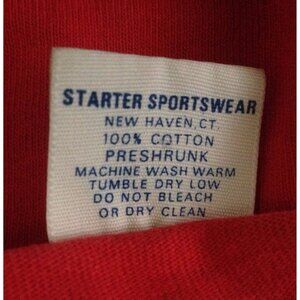 STARTER SPORTSWEAR
NEW HAVEN, CT.
100% COTTON
PRESHRUNK
MACHINE WASH WARM
TUMBLE DRY LOW
DO NOT BLEACH
OR DRY CLEAN